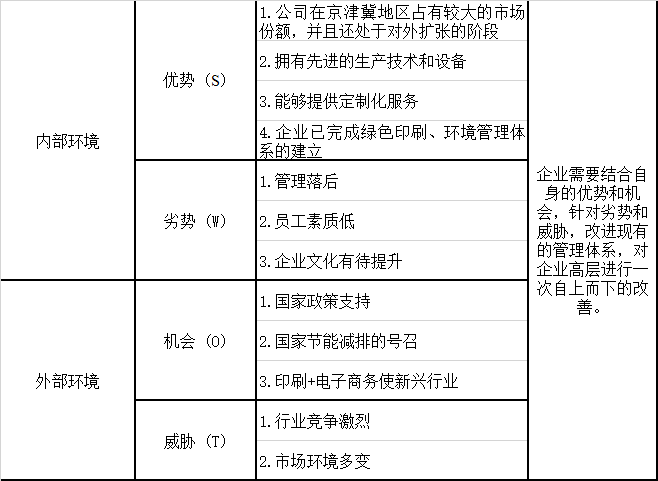 内部环境
优势（S）
1.公司在京津冀地区占有较大的市场
份额，并且还处于对外扩张的阶段
2.拥有先进的生产技术和设备
3.能够提供定制化服务
4.企业已完成绿色印刷、环境管理体
系的建立
劣势（W）
1.管理落后
2.员工素质低
3.企业文化有待提升
外部环境
机会（O）
1.国家政策支持
2.国家节能减排的号召
3.印刷+电子商务使新兴行业
威胁（T）
1.行业竞争激烈
2.市场环境多变
企业需要结合自
身的优势和机
会，针对劣势和
威胁，改进现有
的管理体系，对
企业高层进行一
次自上而下的改
善。